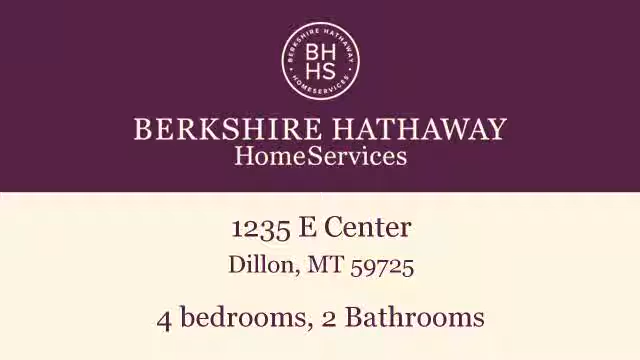 BERKSHIRE HATHAWAY
BH
HS
HOMESERVICES
BERKSHIRE HATHAWAY
HomeServices
1235 E Center
Dillon, MT 59725
4 bedrooms, 2 Bathrooms